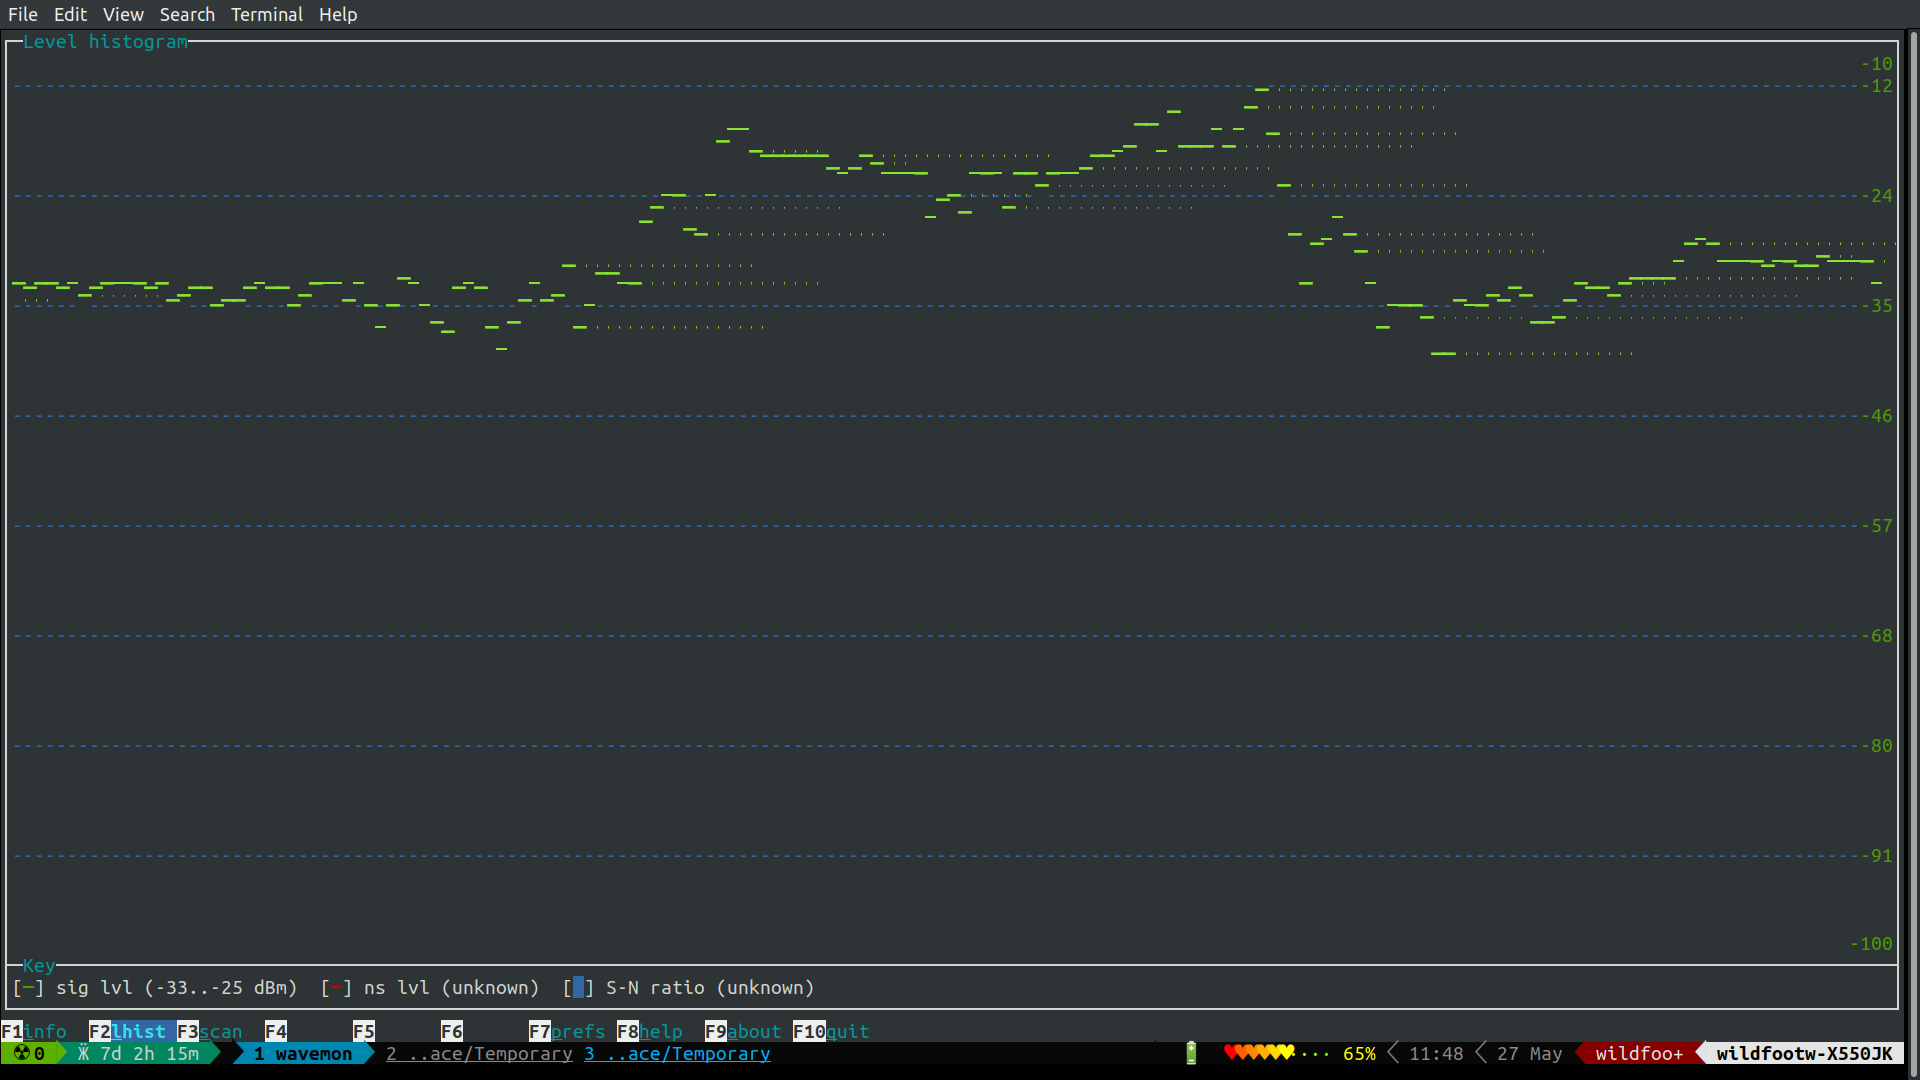 File Edit View Search Terminal Help
Level histogram
-10
-12
-24
-35
-46
-57
-68
-80
-91
-100
Key
[─] sig lvl (-33..-25 dBm) [─] ns lvl (unknown) [ ] S-N ratio (unknown)
F1info F2lhist F3scan F4 F5 F6 F7prefs F8help F9about F10quit
☢0 Ӝ 7d 2h 15m 1 wavemon 2 ..ace/Temporary 3 ..ace/Temporary ♥♥♥♥♥♥···· 65% 11:48 27 May wildfoo+ wildfootw-X550JK